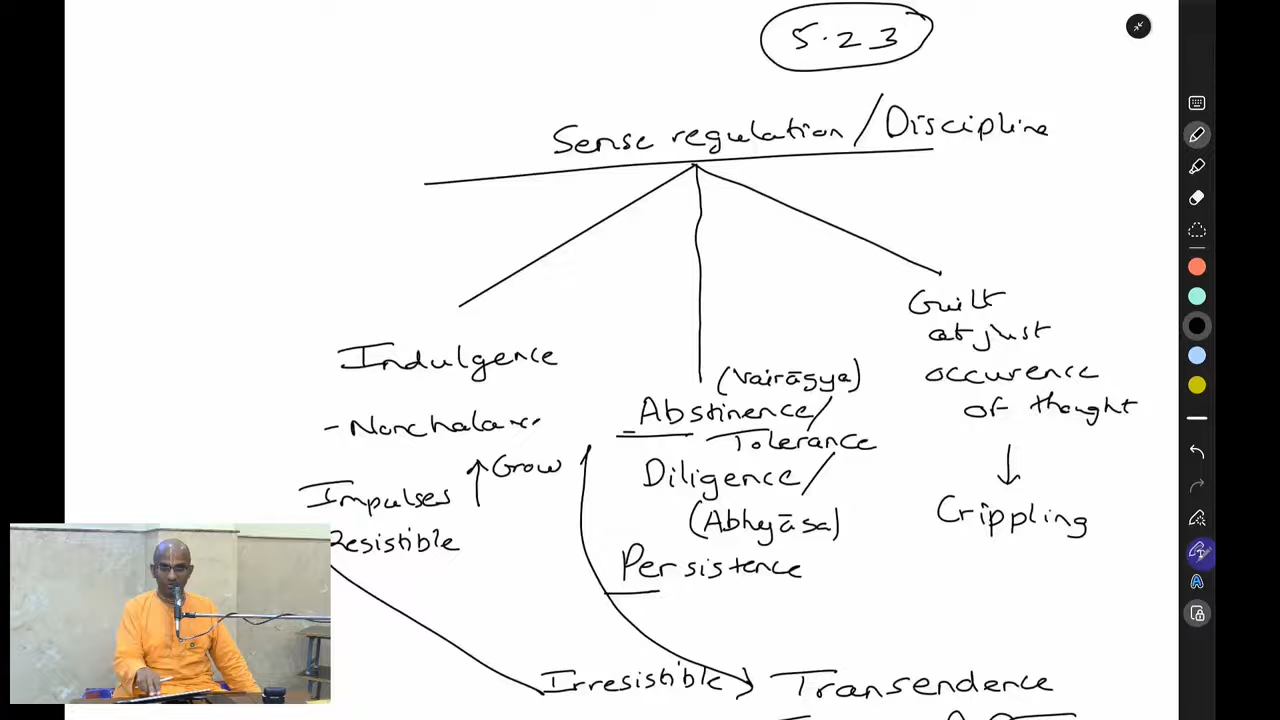 5.23
Sense regulation/Discipline
Indulgence
- Nonchalance
Impulses
Resistible
↑ Grow
(Vairāgya)
Abstinence/
Tolerance
Diligence/
(Abhyāsa)
Persistence
Guilt
at just
occurence
of thought
↓
Crippling
Irresistible
Transendence